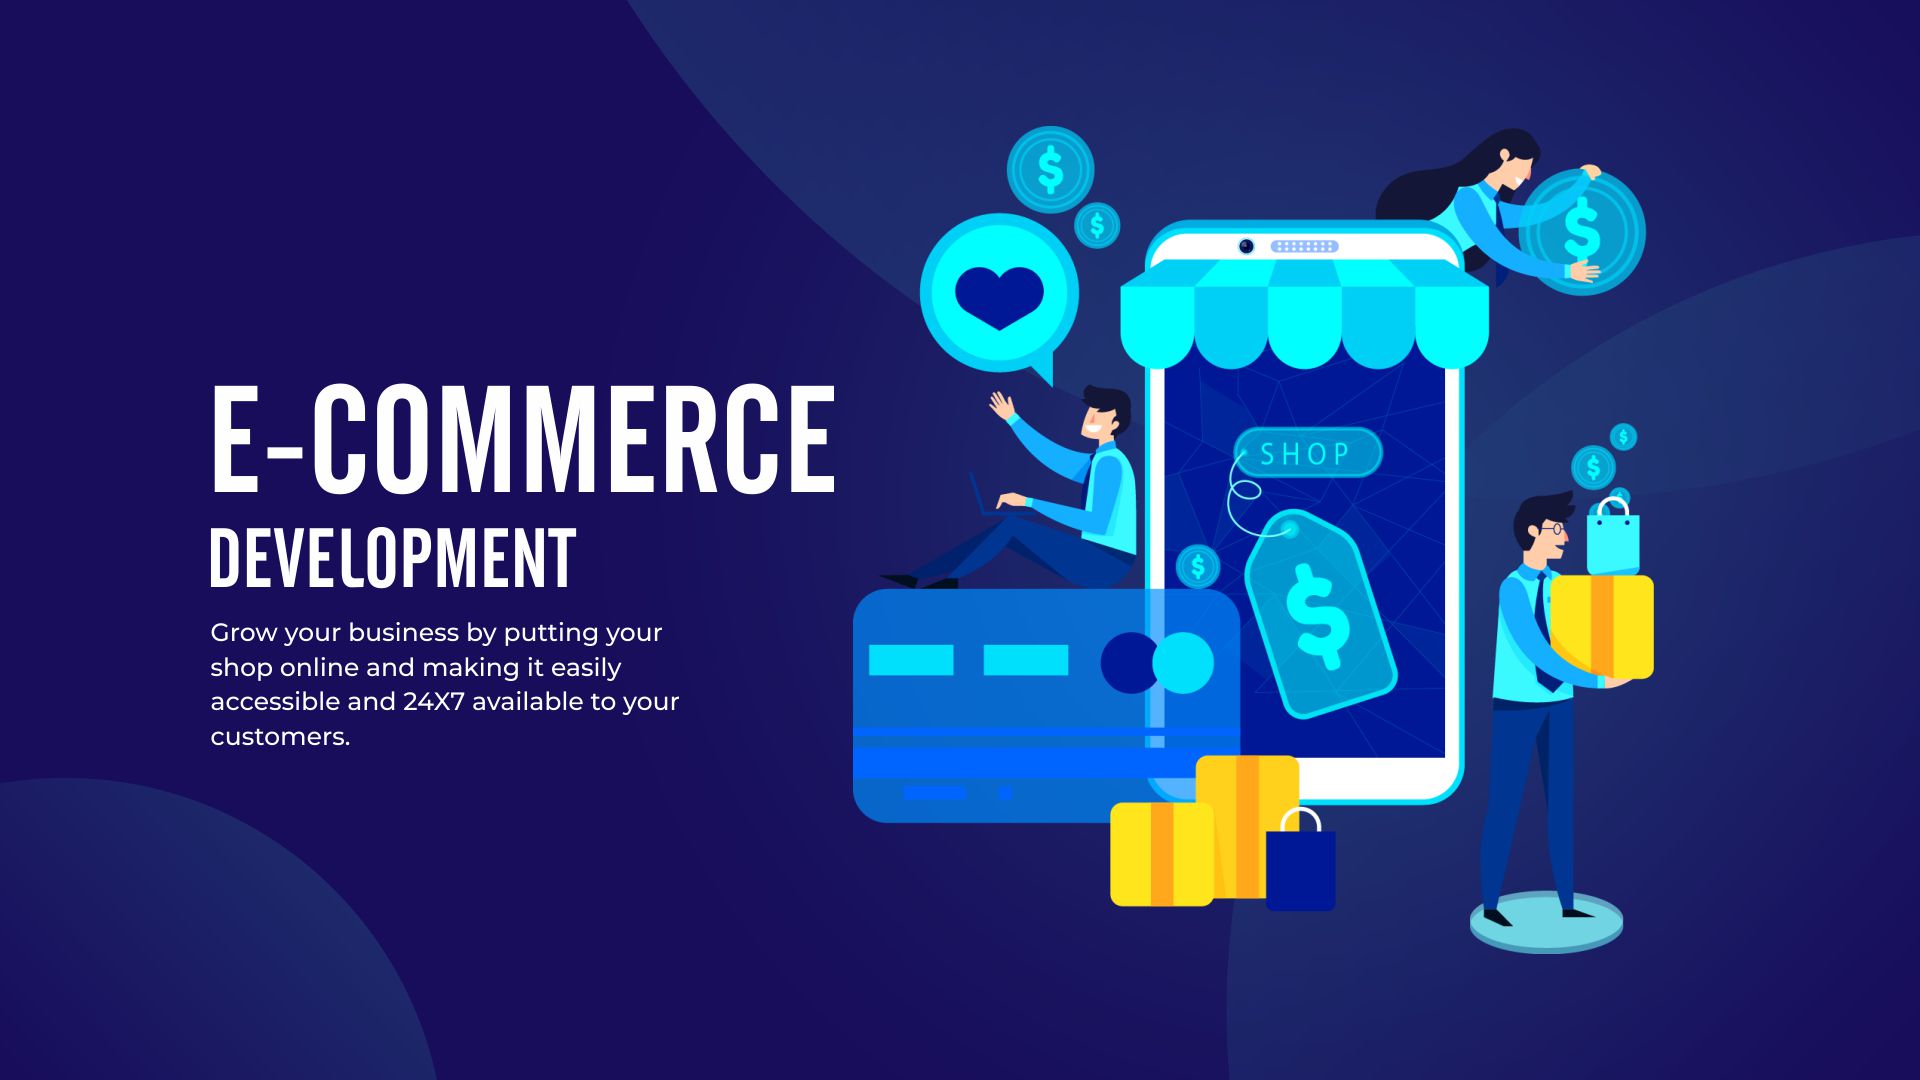 E-COMMERCE
DEVELOPMENT
Grow your business by putting your
shop online and making it easily
accessible and 24X7 available to your
customers.
$
$
$
SHOP
$
$
$
$
$